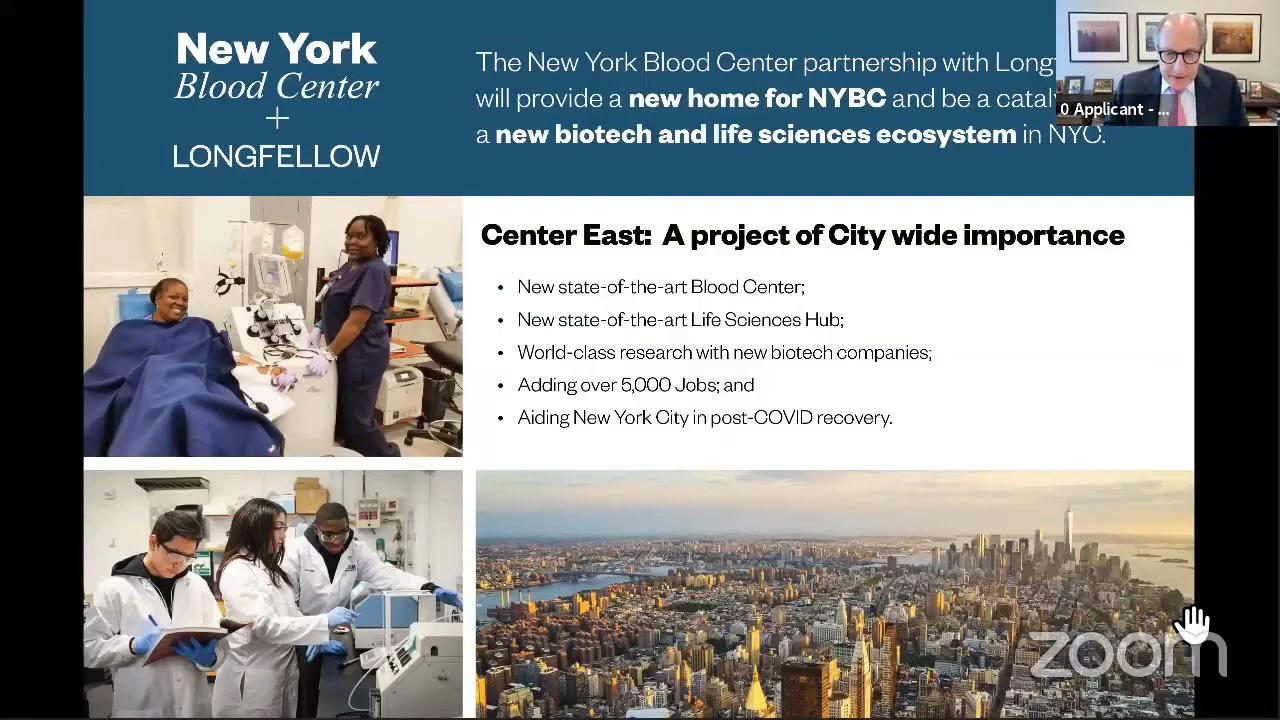 New York
Blood Center
+
LONGFELLOW
The New York Blood Center partnership with
will provide a new home for NYBC and be a
a new biotech and life sciences ecosystem in NYC.
0 Applicant - ...
Center East: A project of City wide importance
• New state-of-the-art Blood Center;
• New state-of-the-art Life Sciences Hub;
• World-class research with new biotech companies;
• Adding over 5,000 Jobs; and
• Aiding New York City in post-COVID recovery.
zoom